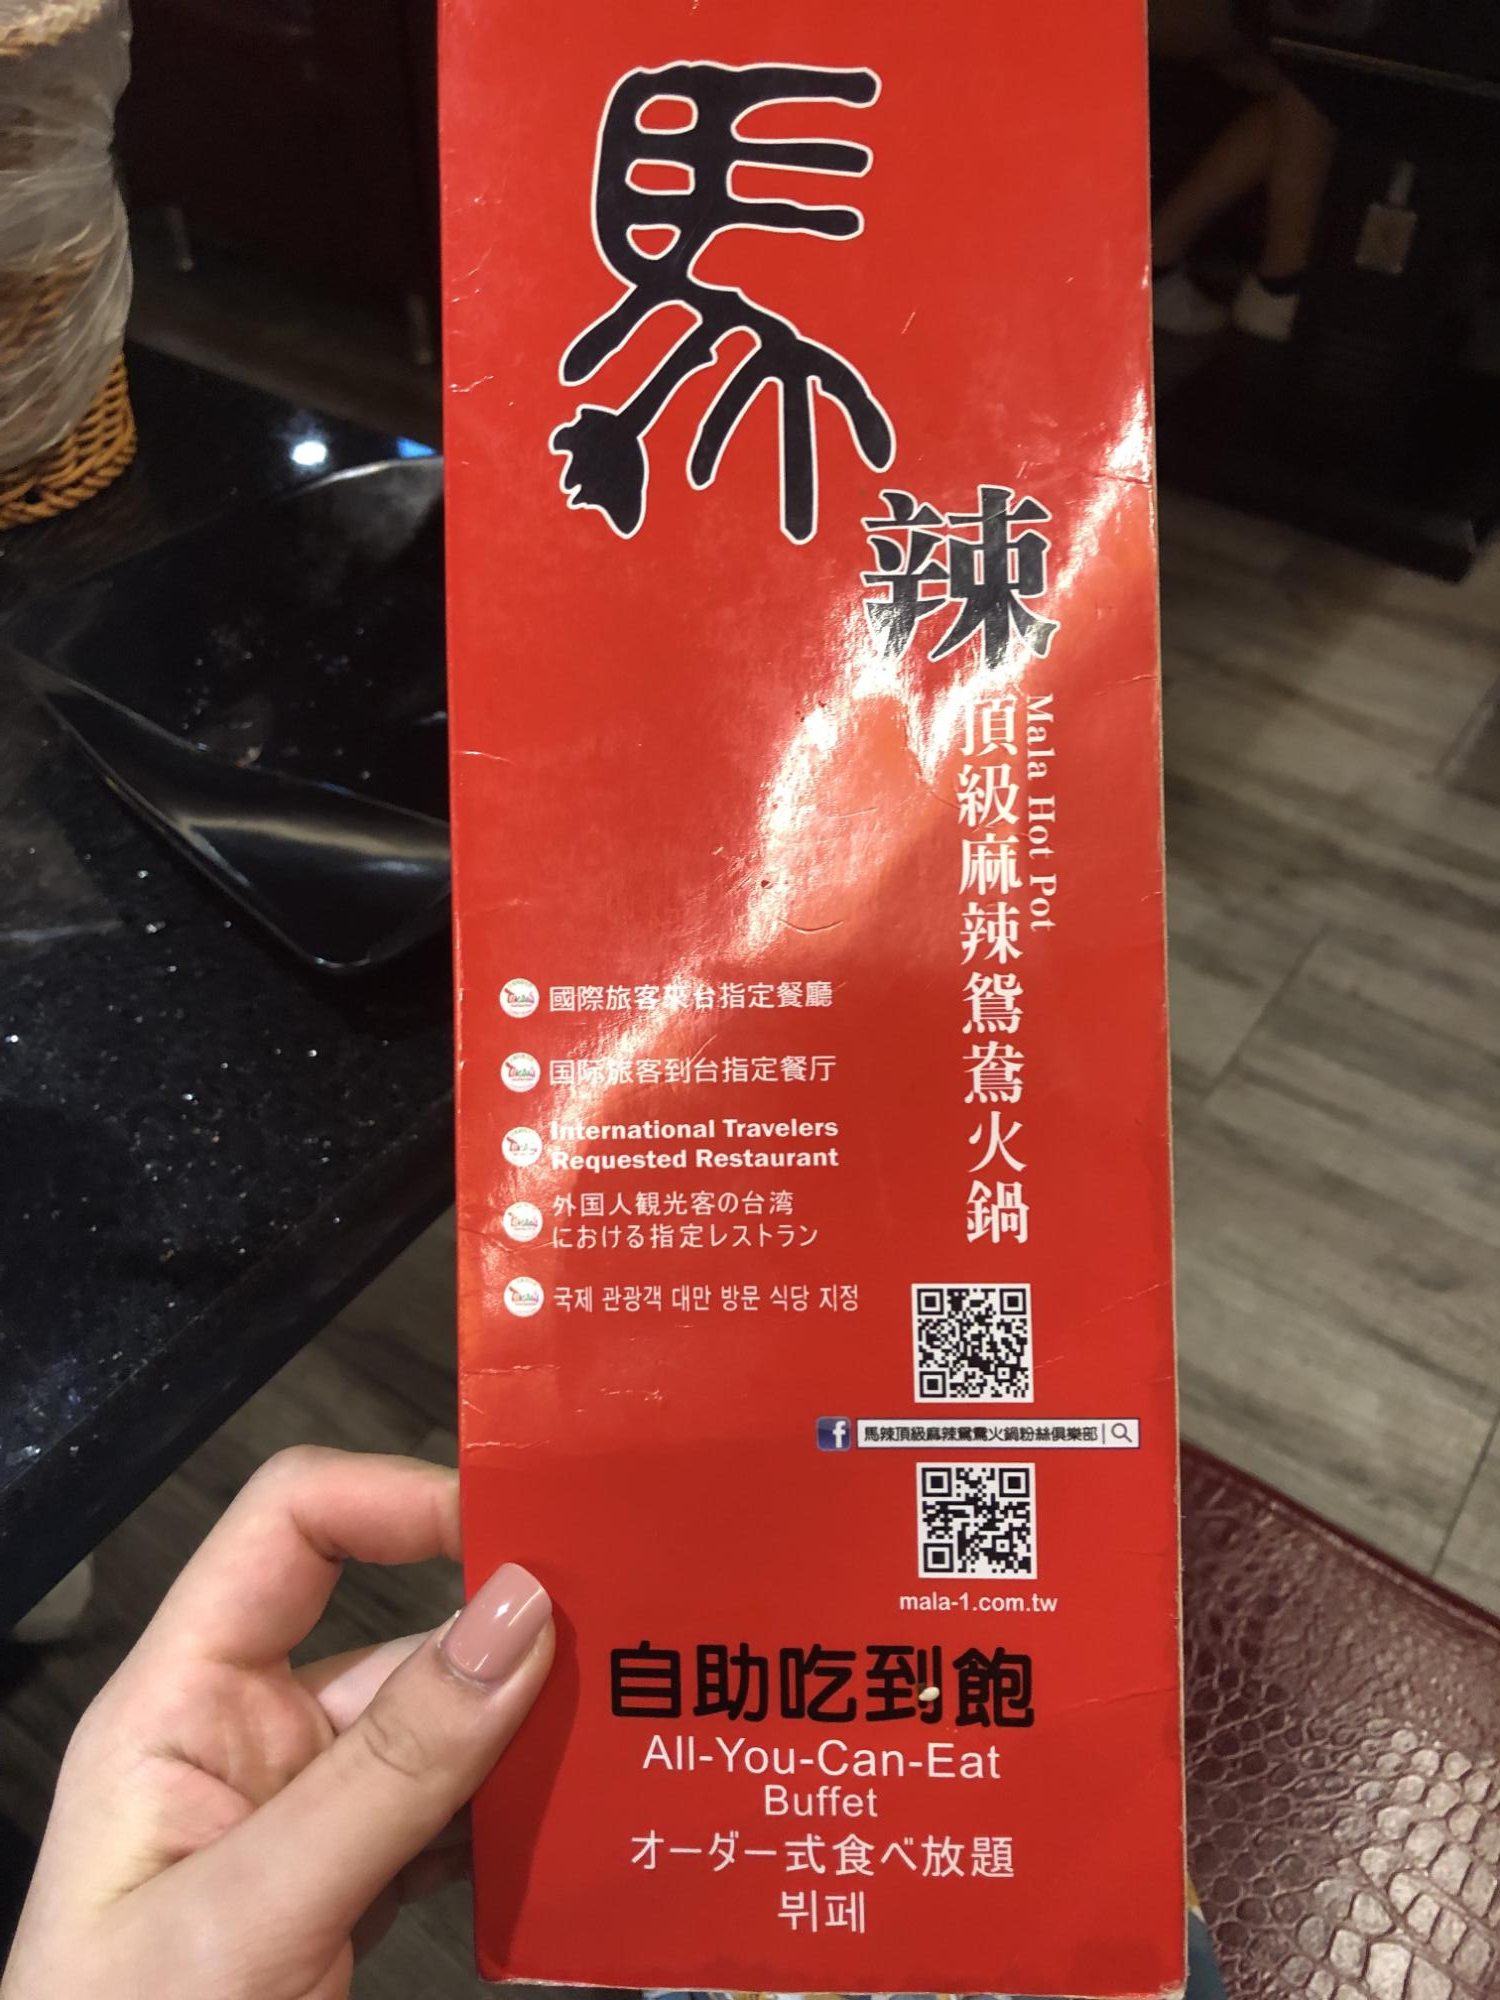 馬
辣
Mala Hot Pot
頂級麻辣鴛鴦火鍋
國際旅客來台指定餐廳
国际旅客到台指定餐厅
International Travelers
Requested Restaurant
外国人観光客の台湾
における指定レストラン
국제 관광객 대만 방문 식당 지정
馬辣頂級麻辣鴛鴦火鍋粉絲俱樂部
mala-1.com.tw
自助吃到飽
All-You-Can-Eat
Buffet
オーダー式食べ放題
뷔페